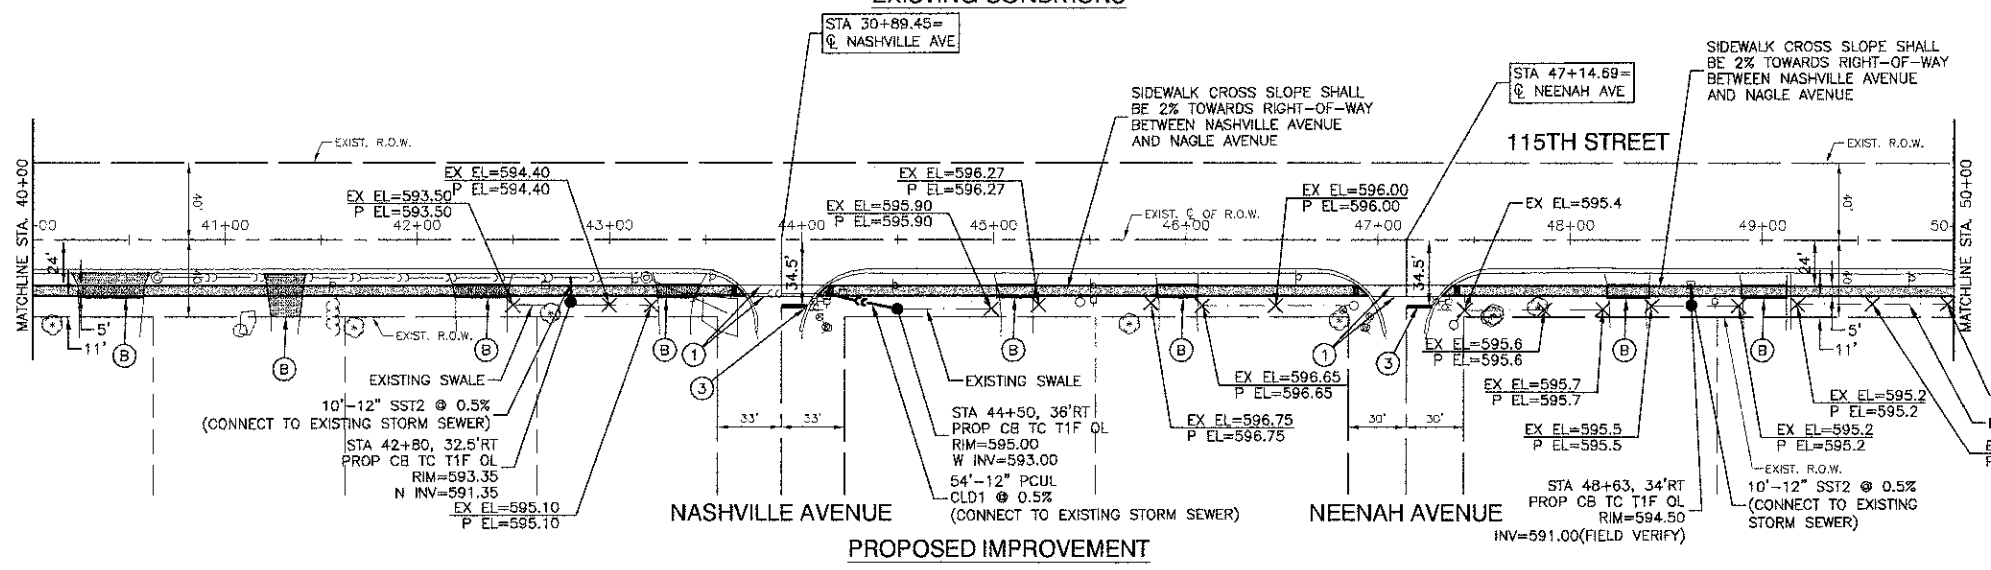 EXISTING CONDITIONS
STA 30+89.45=
℄ NASHVILLE AVE
SIDEWALK CROSS SLOPE SHALL
BE 2% TOWARDS RIGHT-OF-WAY
BETWEEN NASHVILLE AVENUE
AND NAGLE AVENUE
STA 47+14.69=
℄ NEENAH AVE
SIDEWALK CROSS SLOPE SHALL
BE 2% TOWARDS RIGHT-OF-WAY
BETWEEN NASHVILLE AVENUE
AND NAGLE AVENUE
115TH STREET
MATCHLINE STA. 40+00
EXIST. R.O.W.
EX EL=593.50
P EL=593.50
EX EL=594.40
P EL=594.40
EX EL=595.90
P EL=595.90
EX EL=596.27
P EL=596.27
EXIST. ℄ OF R.O.W.
EX EL=596.00
P EL=596.00
EX EL=595.4
EXIST. R.O.W.
MATCHLINE STA. 50+00
41+00
42+00
43+00
44+00
45+00
46+00
47+00
48+00
49+00
40'
24'
34.5'
34.5'
40'
24'
5'
11'
5'
11'
B
B
B
B
B
B
B
B
1
3
1
3
EXIST. R.O.W.
EXISTING SWALE
10'-12" SST2 @ 0.5%
(CONNECT TO EXISTING STORM SEWER)
STA 42+80, 32.5'RT
PROP CB TC T1F OL
RIM=593.35
N INV=591.35
EX EL=595.10
P EL=595.10
33'
33'
EXISTING SWALE
STA 44+50, 36'RT
PROP CB TC T1F OL
RIM=595.00
W INV=593.00
54'-12" PCUL
CLD1 @ 0.5%
(CONNECT TO EXISTING STORM SEWER)
EX EL=596.65
P EL=596.65
EX EL=596.75
P EL=596.75
30'
30'
EX EL=595.6
P EL=595.6
EX EL=595.7
P EL=595.7
EX EL=595.5
P EL=595.5
EX EL=595.2
P EL=595.2
EX EL=595.2
P EL=595.2
EXIST. R.O.W.
STA 48+63, 34'RT
PROP CB TC T1F OL
RIM=594.50
INV=591.00(FIELD VERIFY)
10'-12" SST2 @ 0.5%
(CONNECT TO EXISTING
STORM SEWER)
NASHVILLE AVENUE
NEENAH AVENUE
PROPOSED IMPROVEMENT